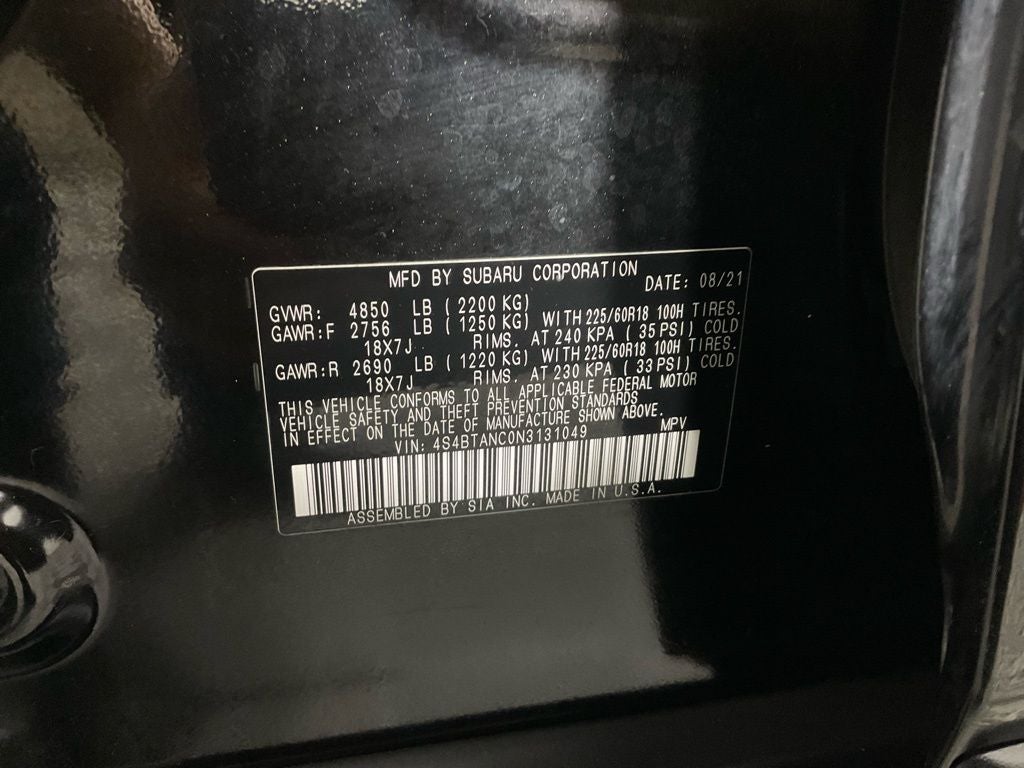 MFD BY SUBARU CORPORATION DATE: 08/21
GVWR: 4850 LB ( 2200 KG)
GAWR:F 2756 LB ( 1250 KG) WITH 225/60R18 100H TIRES.
18X7J RIMS. AT 240 KPA ( 35 PSI) COLD
GAWR:R 2690 LB ( 1220 KG) WITH 225/60R18 100H TIRES.
18X7J RIMS. AT 230 KPA ( 33 PSI) COLD
THIS VEHICLE CONFORMS TO ALL APPLICABLE FEDERAL MOTOR
VEHICLE SAFETY AND THEFT PREVENTION STANDARDS
IN EFFECT ON THE DATE OF MANUFACTURE SHOWN ABOVE.
VIN: 4S4BTANC0N3131049 MPV
ASSEMBLED BY SIA INC. MADE IN U.S.A.